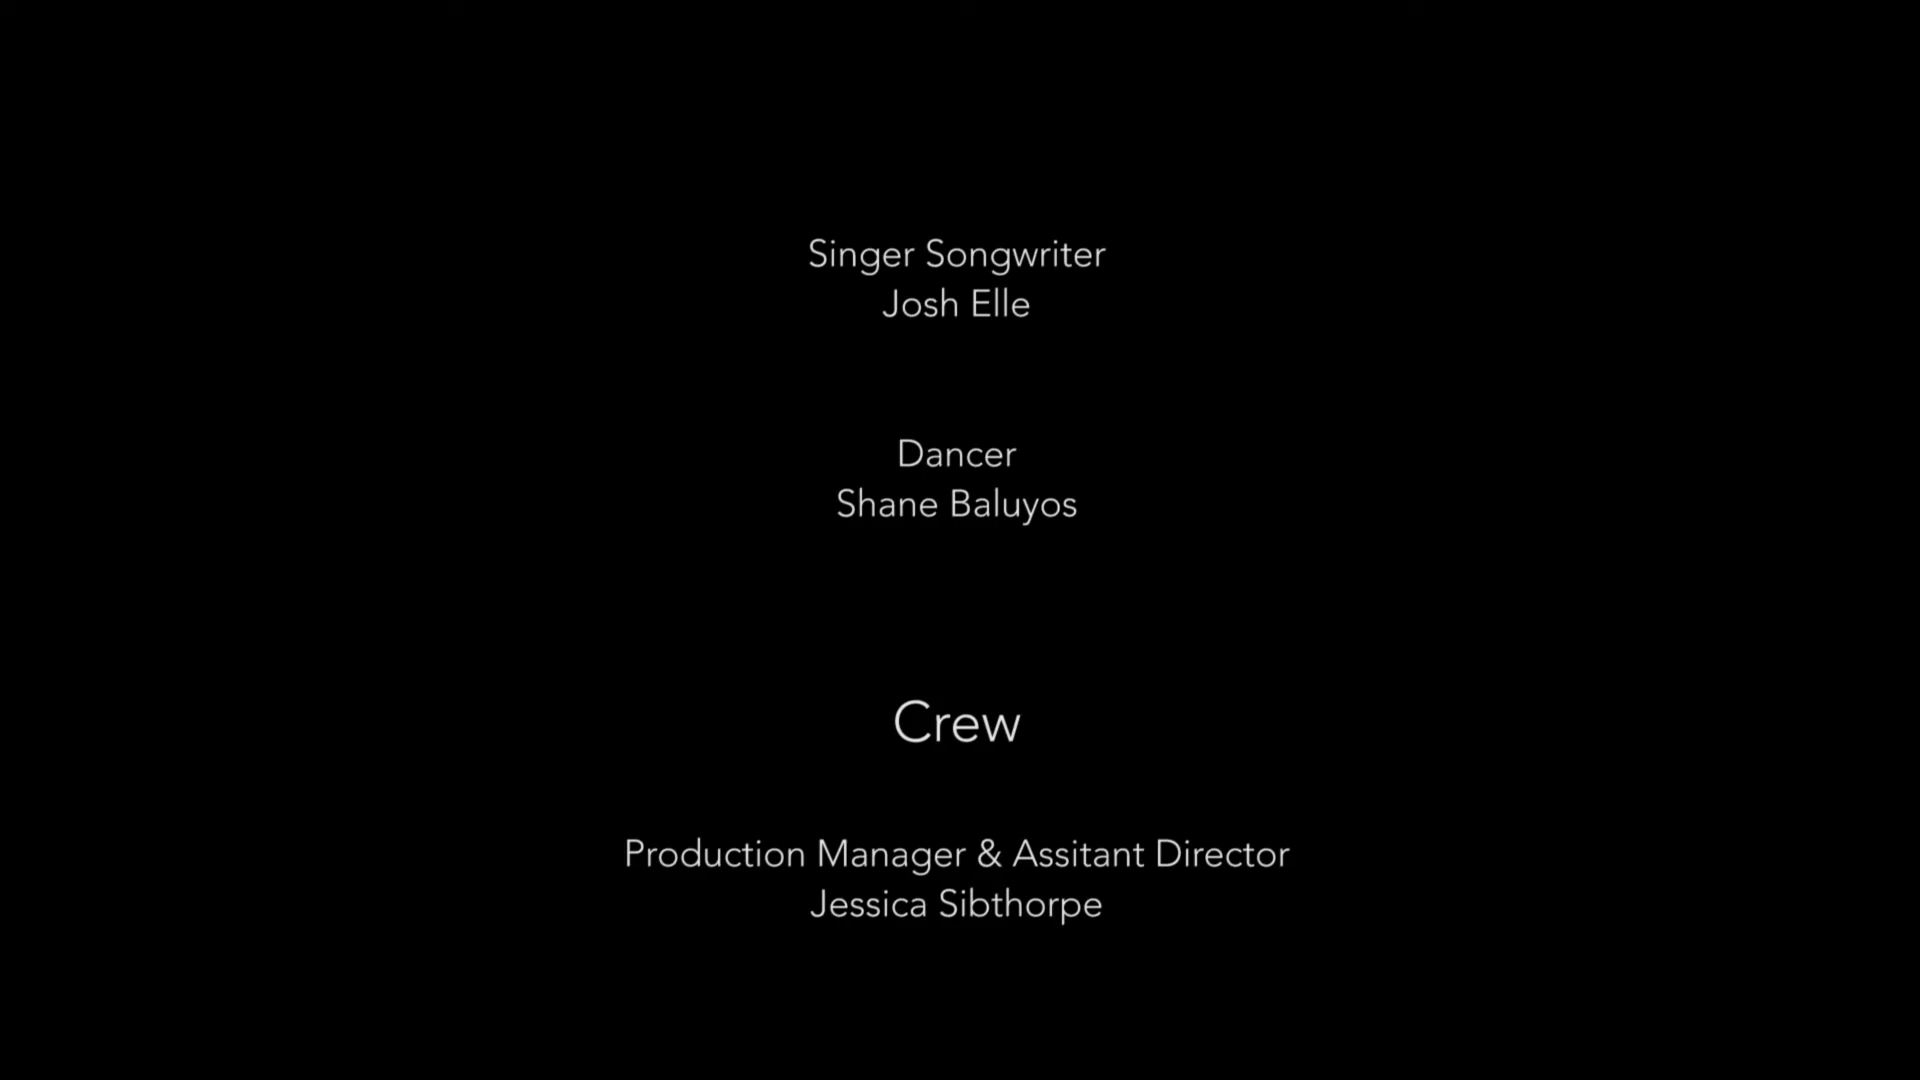 Singer Songwriter
Josh Elle
Dancer
Shane Baluyos
Crew
Production Manager & Assitant Director
Jessica Sibthorpe